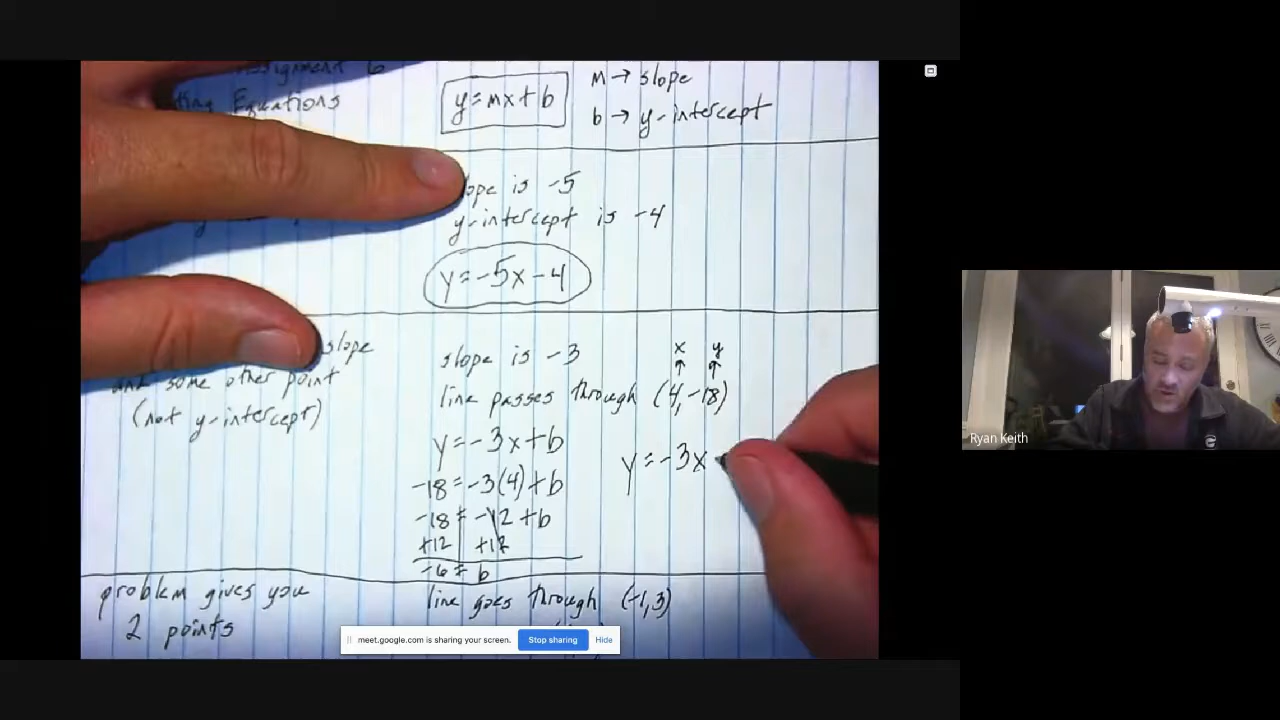 Assignment 6
Equations
y=mx+b
m → slope
b → y-intercept
slope is -5
y-intercept is -4
y=-5x-4
slope
and some other point
(not y-intercept)
slope is -3
x y
line passes through (4,-18)
y=-3x+b
-18=-3(4)+b
-18=-12+b
+12 +12
-6=b
y=-3x
problem gives you
2 points
line goes through (-1,3)
meet.google.com is sharing your screen. Stop sharing Hide
Ryan Keith